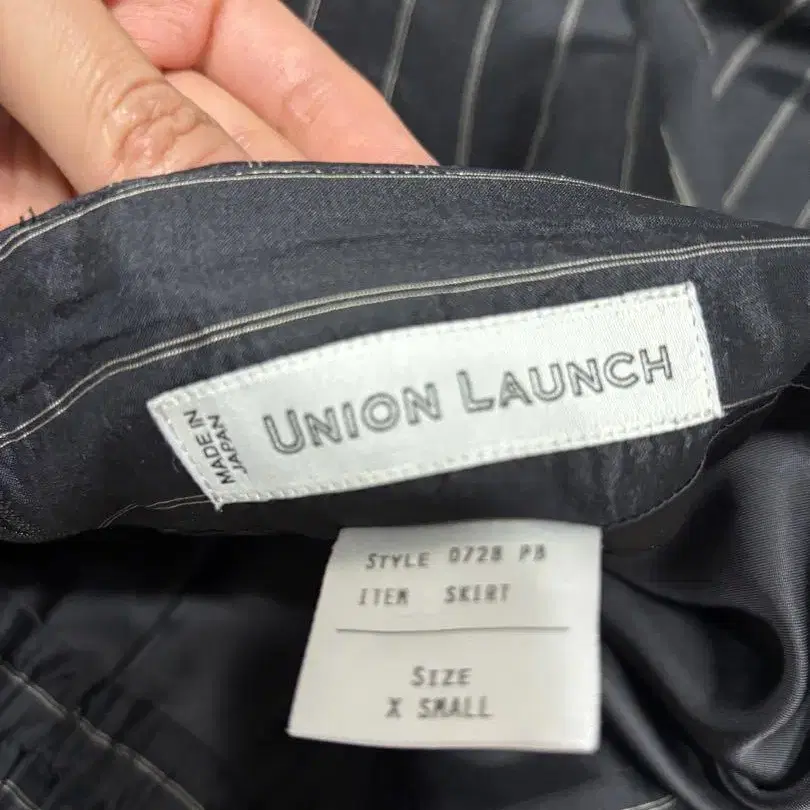 MADE IN
JAPAN
UNION LAUNCH
STYLE 0728 PB
ITEM SKIRT
SIZE
X SMALL